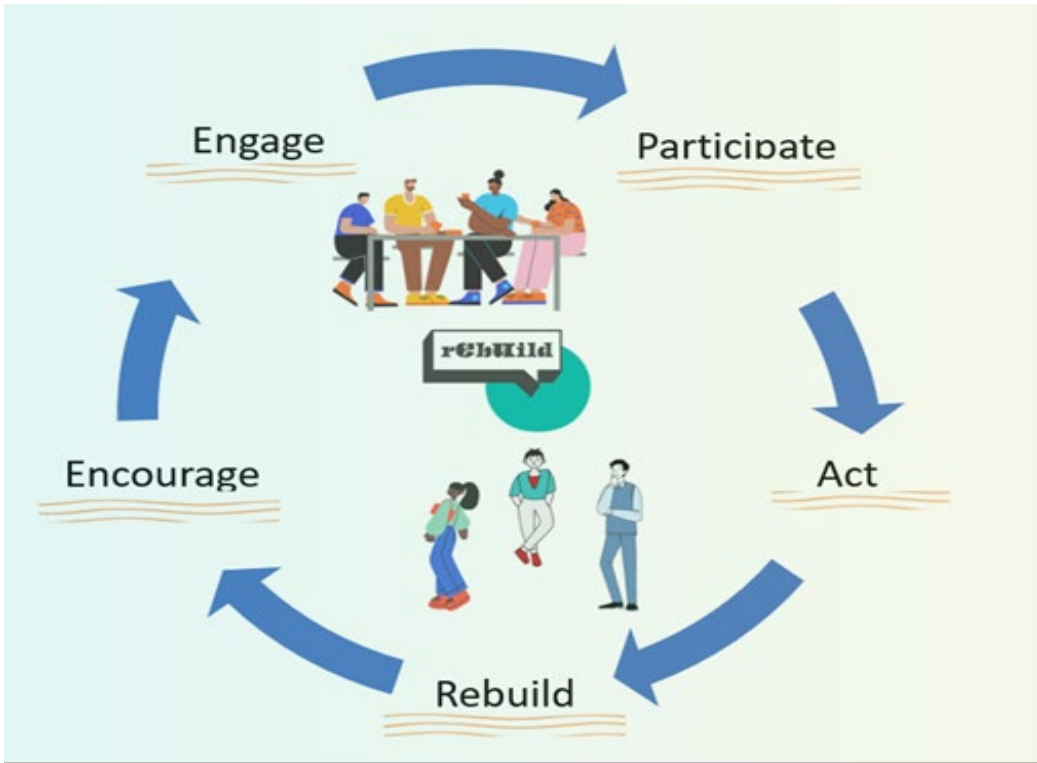 Engage
Participate
Act
Rebuild
Encourage
rebuild